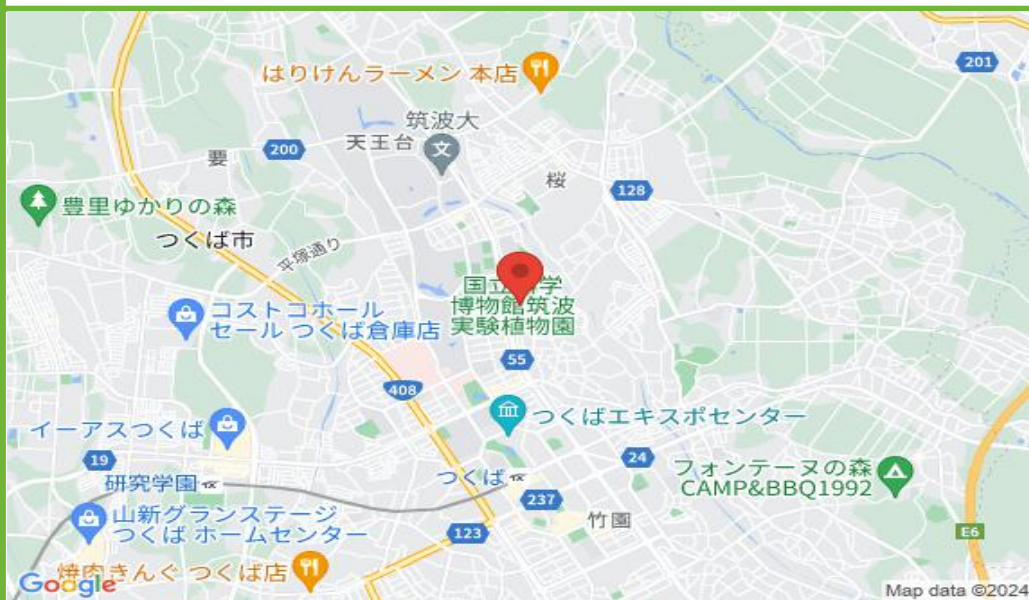 201
はりけんラーメン 本店
筑波大
天王台
200
要
桜
128
豊里ゆかりの森
つくば市
平塚通り
国立科学
博物館筑波
実験植物園
コストコホール
セール つくば倉庫店
55
408
つくばエキスポセンター
イーアスつくば
19
24
フォンテーヌの森
CAMP&BBQ1992
研究学園
つくば
237
山新グランステージ
つくば ホームセンター
竹園
123
E6
焼肉きんぐ つくば店
Google
Map data ©2024